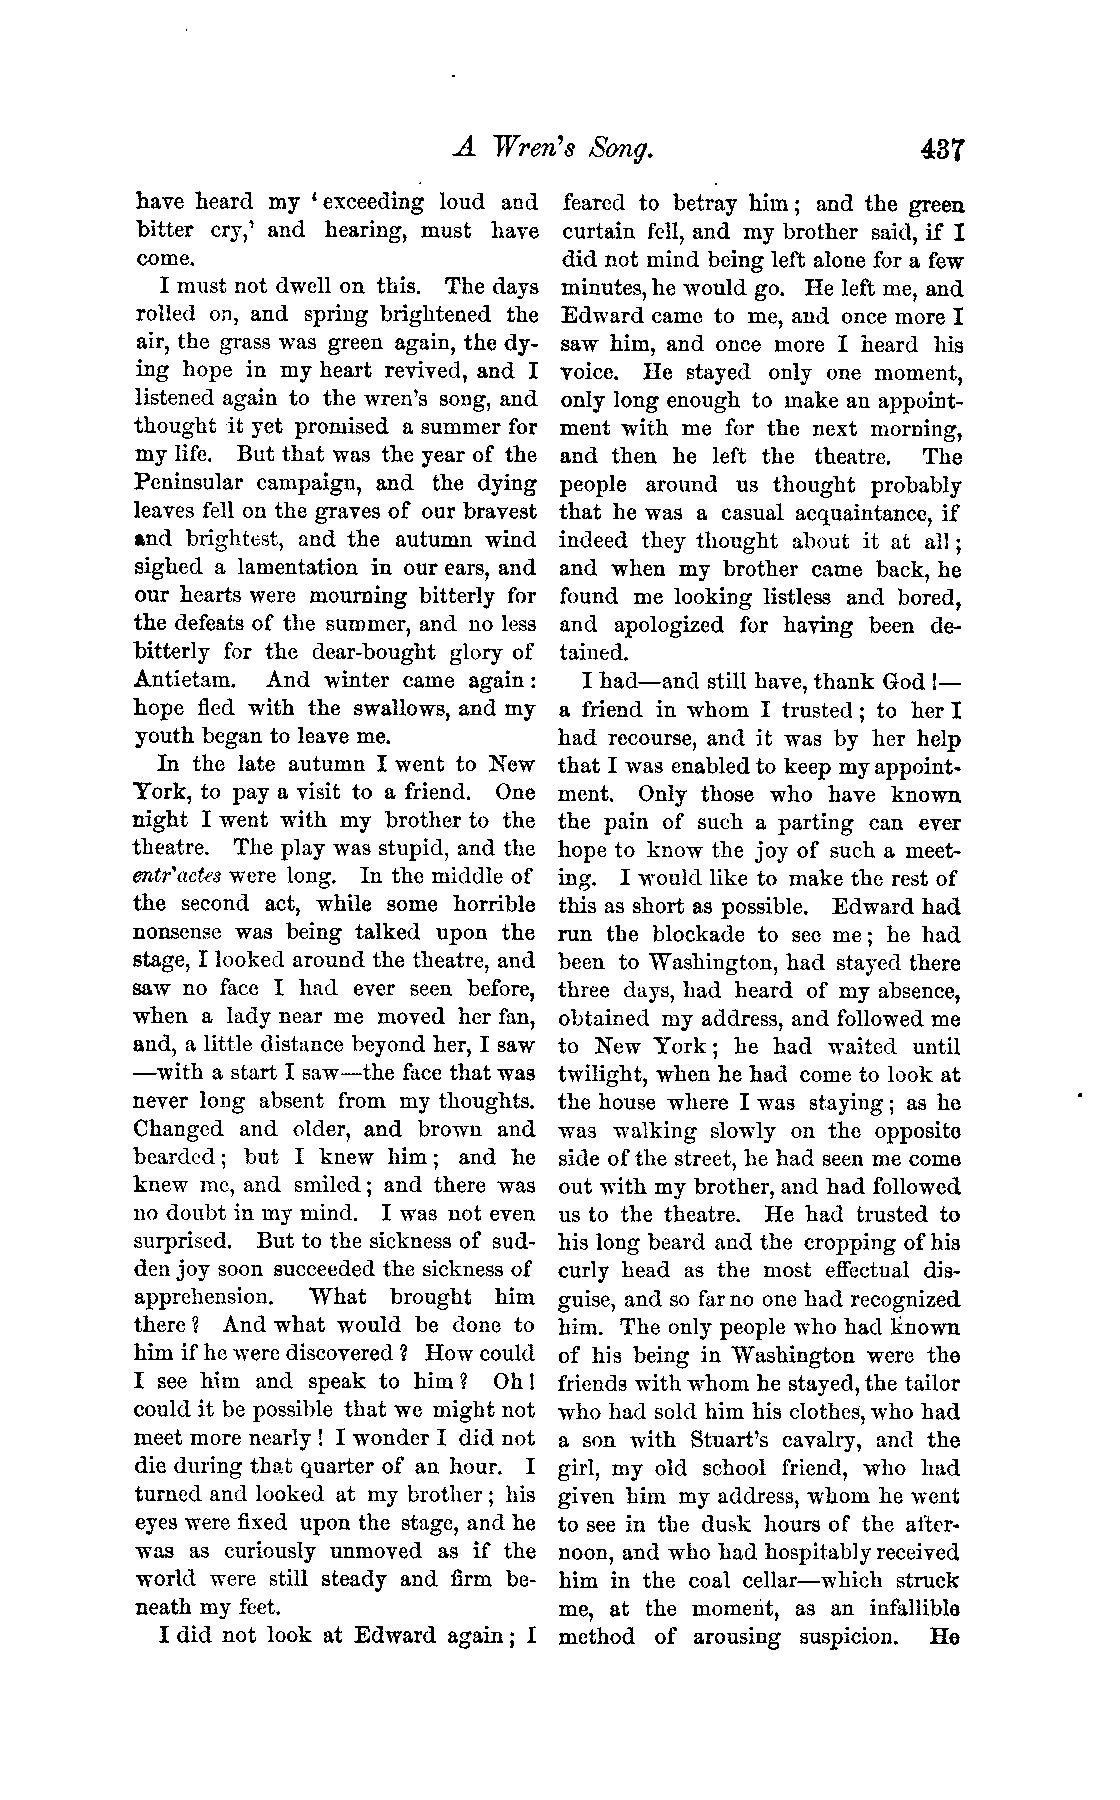 A Wren's Song. 437
have heard my 'exceeding loud and
bitter cry,' and hearing, must have
come.
I must not dwell on this. The days
rolled on, and spring brightened the
air, the grass was green again, the dy-
ing hope in my heart revived, and I
listened again to the wren's song, and
thought it yet promised a summer for
my life. But that was the year of the
Peninsular campaign, and the dying
leaves fell on the graves of our bravest
and brightest, and the autumn wind
sighed a lamentation in our ears, and
our hearts were mourning bitterly for
the defeats of the summer, and no less
bitterly for the dear-bought glory of
Antietam. And winter came again:
hope fled with the swallows, and my
youth began to leave me.
In the late autumn I went to New
York, to pay a visit to a friend. One
night I went with my brother to the
theatre. The play was stupid, and the
entr'actes were long. In the middle of
the second act, while some horrible
nonsense was being talked upon the
stage, I looked around the theatre, and
saw no face I had ever seen before,
when a lady near me moved her fan,
and, a little distance beyond her, I saw
—with a start I saw—the face that was
never long absent from my thoughts.
Changed and older, and brown and
bearded; but I knew him; and he
knew me, and smiled; and there was
no doubt in my mind. I was not even
surprised. But to the sickness of sud-
den joy soon succeeded the sickness of
apprehension. What brought him
there? And what would be done to
him if he were discovered? How could
I see him and speak to him? Oh!
could it be possible that we might not
meet more nearly! I wonder I did not
die during that quarter of an hour. I
turned and looked at my brother; his
eyes were fixed upon the stage, and he
was as curiously unmoved as if the
world were still steady and firm be-
neath my feet.
I did not look at Edward again; I
feared to betray him; and the green
curtain fell, and my brother said, if I
did not mind being left alone for a few
minutes, he would go. He left me, and
Edward came to me, and once more I
saw him, and once more I heard his
voice. He stayed only one moment,
only long enough to make an appoint-
ment with me for the next morning,
and then he left the theatre. The
people around us thought probably
that he was a casual acquaintance, if
indeed they thought about it at all;
and when my brother came back, he
found me looking listless and bored,
and apologized for having been de-
tained.
I had—and still have, thank God!—
a friend in whom I trusted; to her I
had recourse, and it was by her help
that I was enabled to keep my appoint-
ment. Only those who have known
the pain of such a parting can ever
hope to know the joy of such a meet-
ing. I would like to make the rest of
this as short as possible. Edward had
run the blockade to see me; he had
been to Washington, had stayed there
three days, had heard of my absence,
obtained my address, and followed me
to New York; he had waited until
twilight, when he had come to look at
the house where I was staying; as he
was walking slowly on the opposite
side of the street, he had seen me come
out with my brother, and had followed
us to the theatre. He had trusted to
his long beard and the cropping of his
curly head as the most effectual dis-
guise, and so far no one had recognized
him. The only people who had known
of his being in Washington were the
friends with whom he stayed, the tailor
who had sold him his clothes, who had
a son with Stuart's cavalry, and the
girl, my old school friend, who had
given him my address, whom he went
to see in the dusk hours of the after-
noon, and who had hospitably received
him in the coal cellar—which struck
me, at the moment, as an infallible
method of arousing suspicion. He